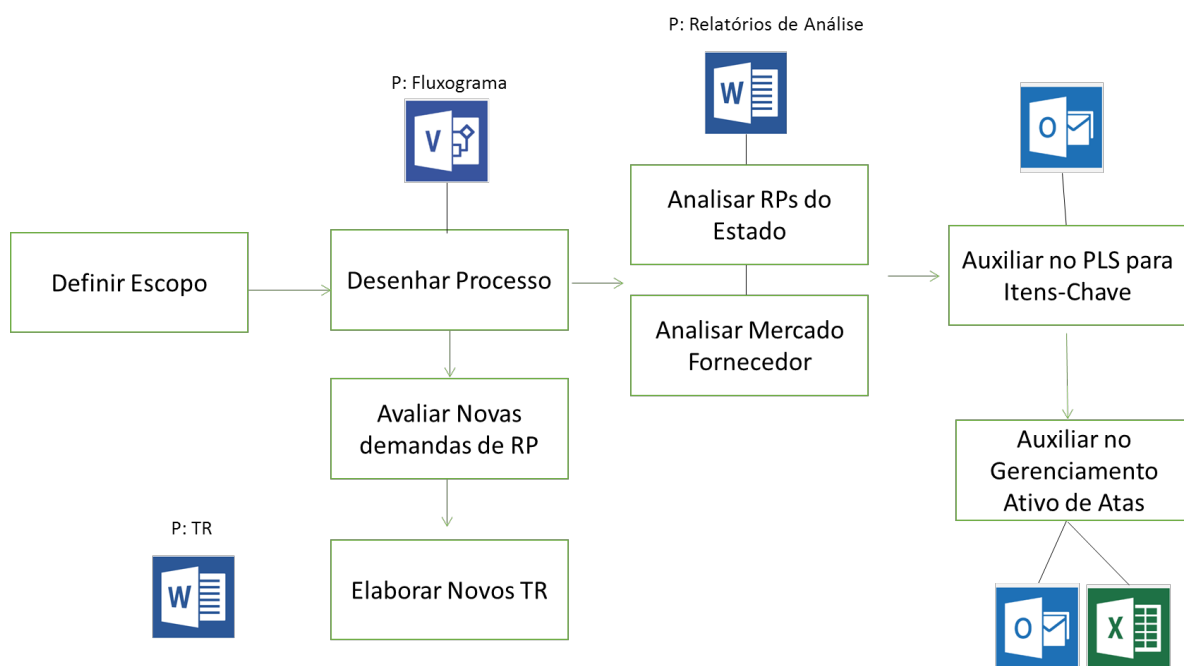 P: Relatórios de Análise
W
P: Fluxograma
V
O
Definir Escopo
Desenhar Processo
Analisar RPs do
Estado
Analisar Mercado
Fornecedor
Auxiliar no PLS para
Itens-Chave
Avaliar Novas
demandas de RP
Auxiliar no
Gerenciamento
Ativo de Atas
P: TR
W
Elaborar Novos TR
O
X